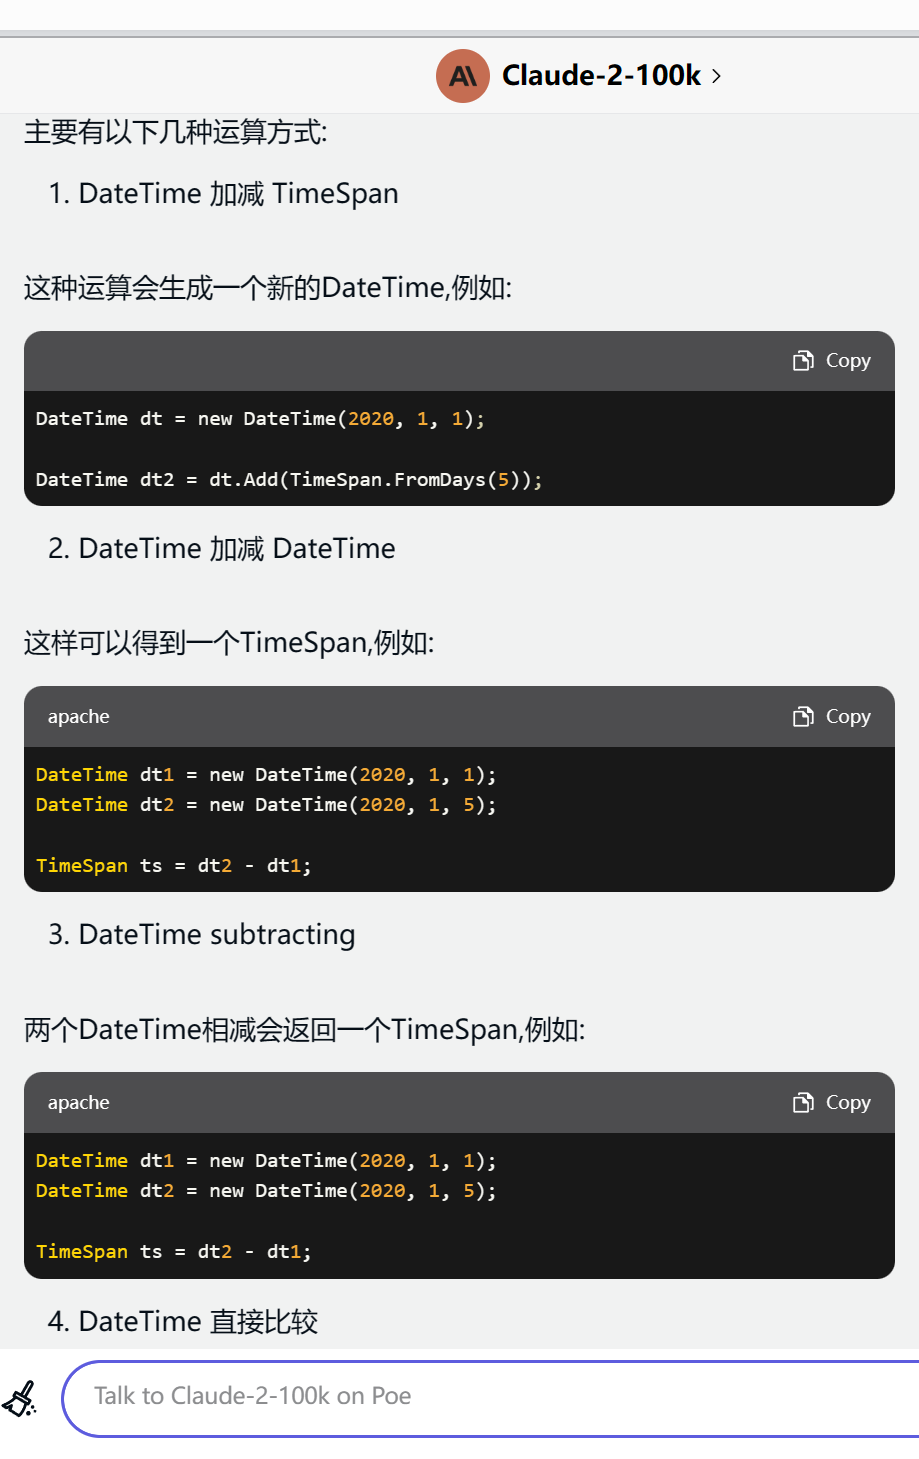 Claude-2-100k
主要有以下几种运算方式:
1. DateTime 加减 TimeSpan
这种运算会生成一个新的DateTime,例如:
Copy
DateTime dt = new DateTime(2020, 1, 1);
DateTime dt2 = dt.Add(TimeSpan.FromDays(5));
2. DateTime 加减 DateTime
这样可以得到一个TimeSpan,例如:
apache Copy
DateTime dt1 = new DateTime(2020, 1, 1);
DateTime dt2 = new DateTime(2020, 1, 5);
TimeSpan ts = dt2 - dt1;
3. DateTime subtracting
两个DateTime相减会返回一个TimeSpan,例如:
apache Copy
DateTime dt1 = new DateTime(2020, 1, 1);
DateTime dt2 = new DateTime(2020, 1, 5);
TimeSpan ts = dt2 - dt1;
4. DateTime 直接比较
Talk to Claude-2-100k on Poe